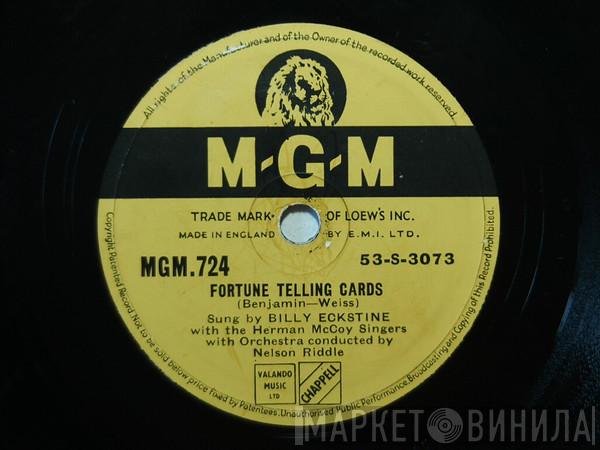 All rights of the Manufacturer and of the Owner of the recorded work reserved.
M-G-M
TRADE MARK OF LOEW'S INC.
MADE IN ENGLAND BY E.M.I. LTD.
MGM.724 53-S-3073
FORTUNE TELLING CARDS
(Benjamin—Weiss)
Sung by BILLY ECKSTINE
with the Herman McCoy Singers
with Orchestra conducted by
Nelson Riddle
VALANDO
MUSIC
LTD
CHAPPELL
Copyright Patented Record Not to be sold below price fixed by Patentees. Unauthorised Public Performance, Broadcasting and Copying of this Record Prohibited.
МАРКЕТ ВИНИЛА